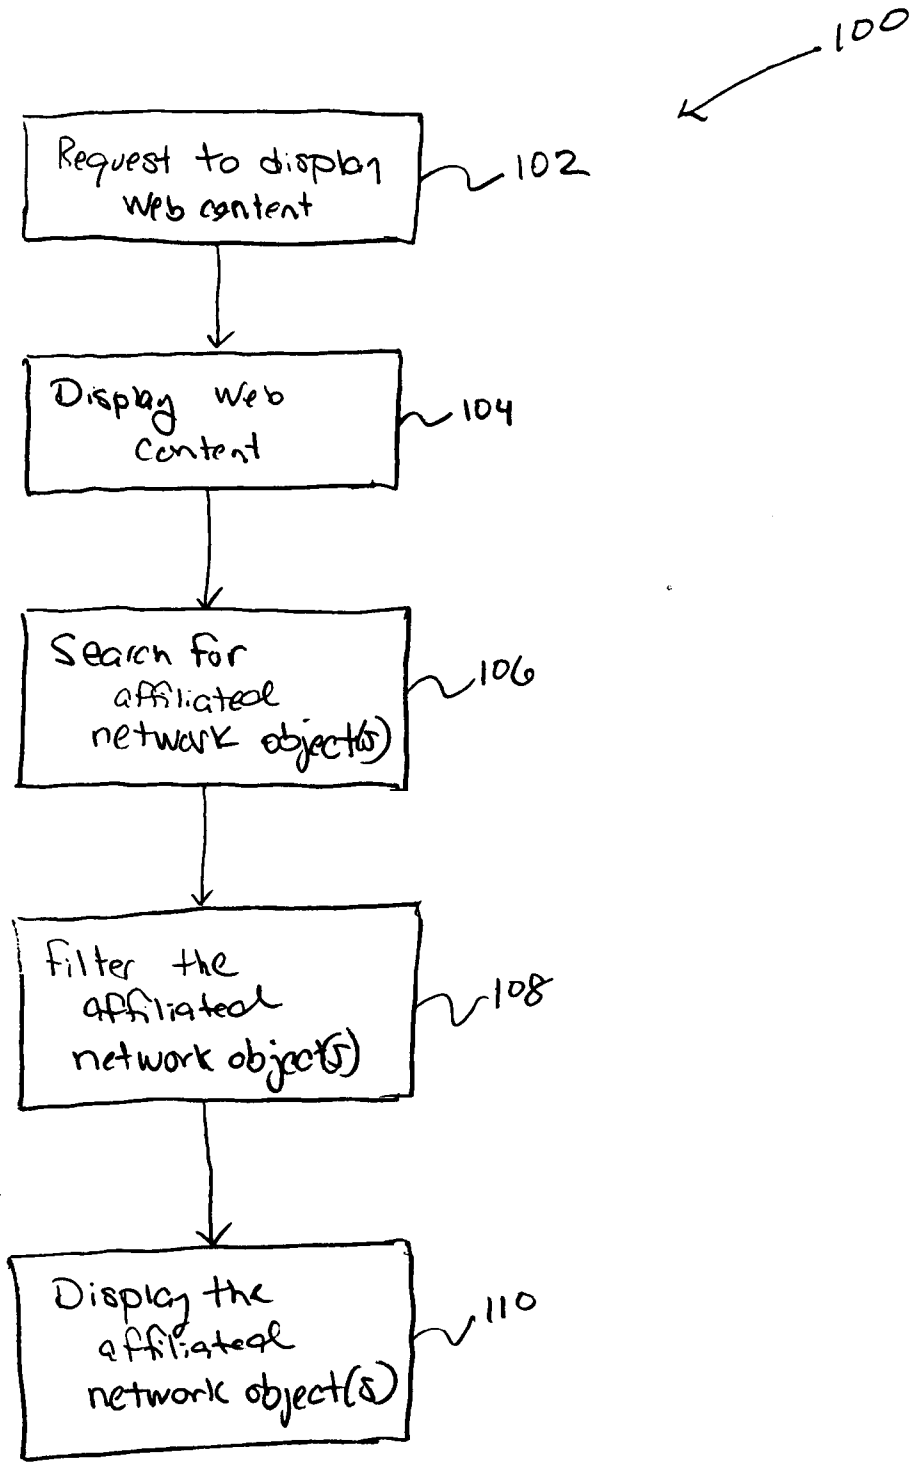 100
Request to display
Web content
102
Display Web
Content
104
Search for
affiliated
network object(s)
106
Filter the
affiliated
network object(s)
108
Display the
affiliated
network object(s)
110